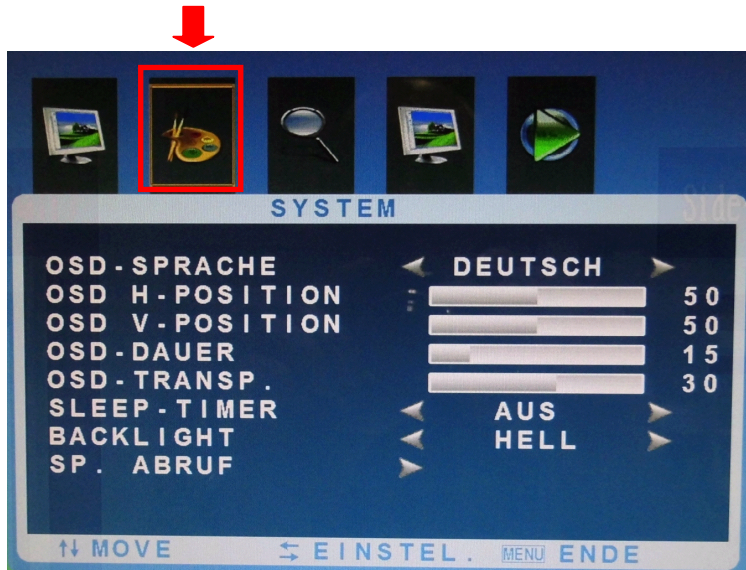 SYSTEM
Side
OSD-SPRACHE DEUTSCH
OSD H-POSITION 50
OSD V-POSITION 50
OSD-DAUER 15
OSD-TRANSP. 30
SLEEP-TIMER AUS
BACKLIGHT HELL
SP. ABRUF
MOVE EINSTEL. MENU ENDE